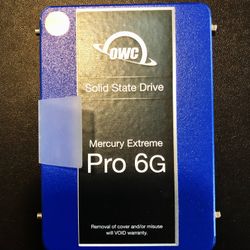 OWC
Solid State Drive
Mercury Extreme
Pro 6G
Removal of cover and/or misuse
will VOID warranty.